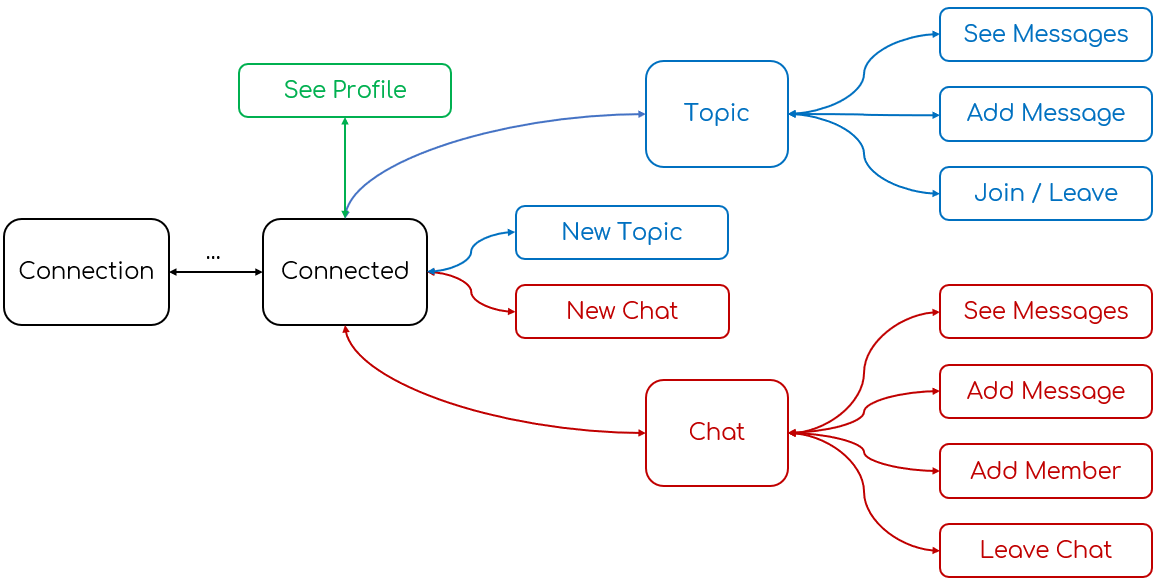 See Messages
See Profile
Topic
Add Message
Join / Leave
...
New Topic
Connection
Connected
New Chat
See Messages
Add Message
Chat
Add Member
Leave Chat